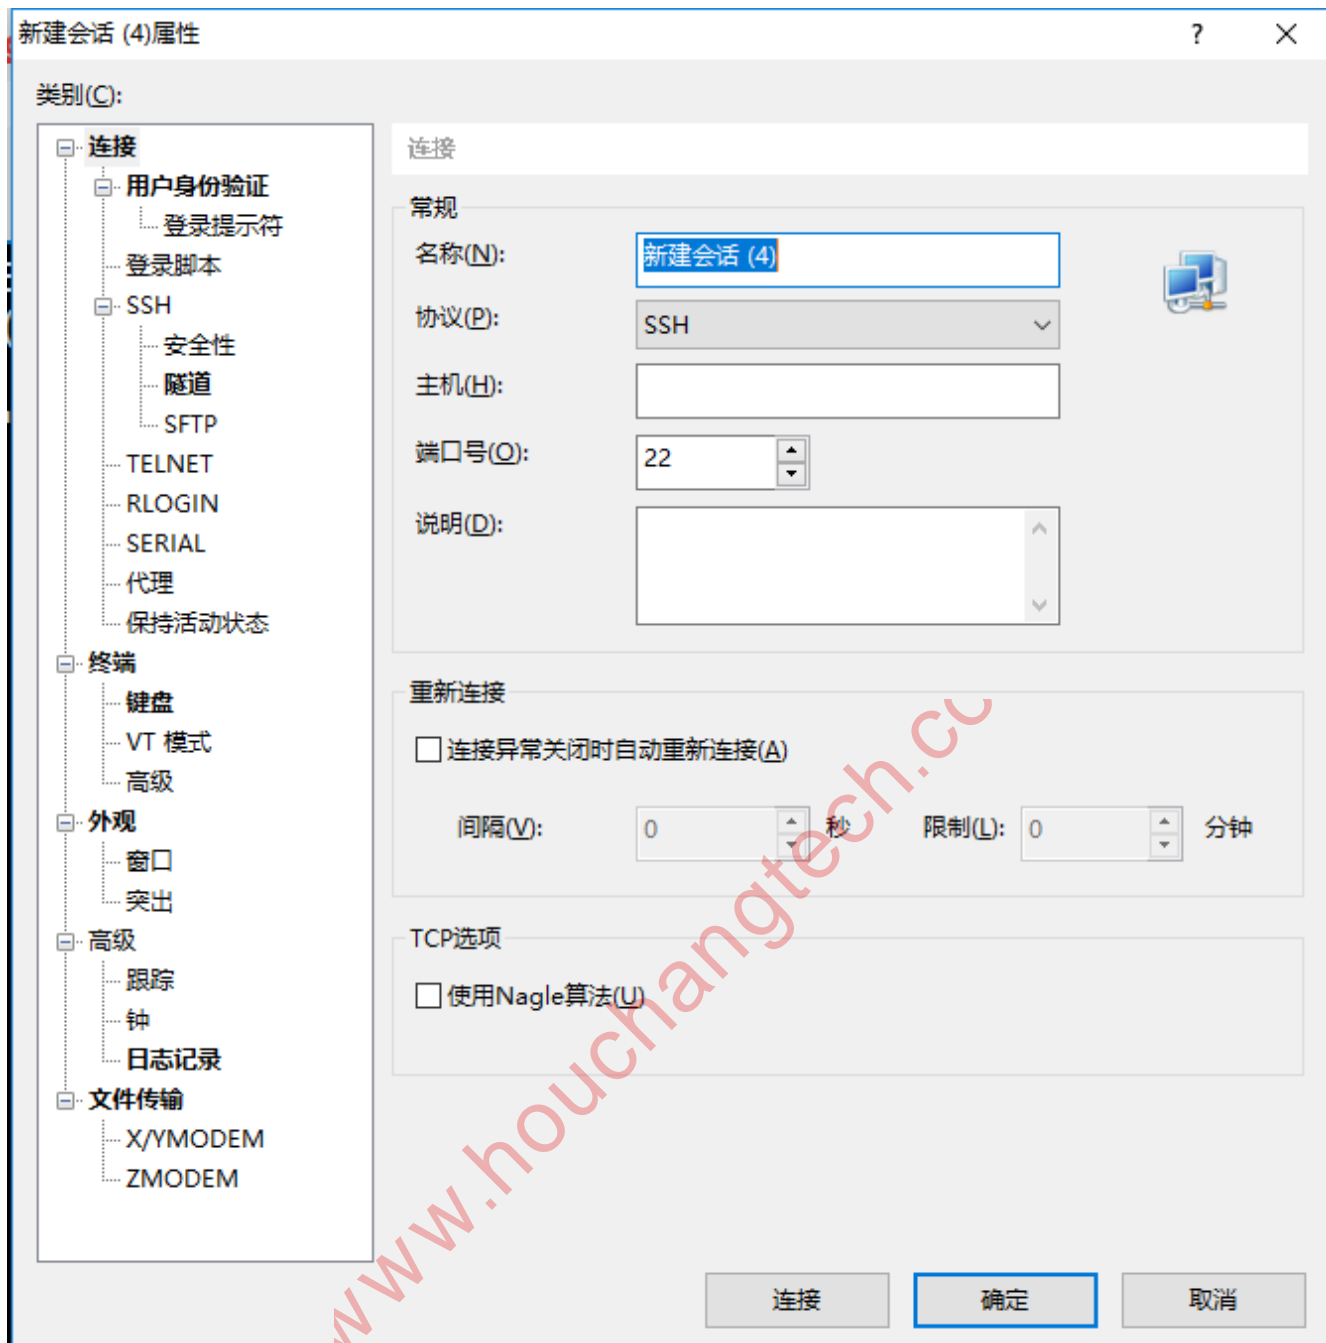 新建会话 (4)属性
?
类别(C):
连接
用户身份验证
登录提示符
登录脚本
SSH
安全性
隧道
SFTP
TELNET
RLOGIN
SERIAL
代理
保持活动状态
终端
键盘
VT 模式
高级
外观
窗口
突出
高级
跟踪
钟
日志记录
文件传输
X/YMODEM
ZMODEM
连接
常规
名称(N):
新建会话 (4)
协议(P):
SSH
主机(H):
端口号(O):
22
说明(D):
重新连接
连接异常关闭时自动重新连接(A)
间隔(V):
0
秒
限制(L):
0
分钟
TCP选项
使用Nagle算法(U)
连接
确定
取消
www.houchangtech.co